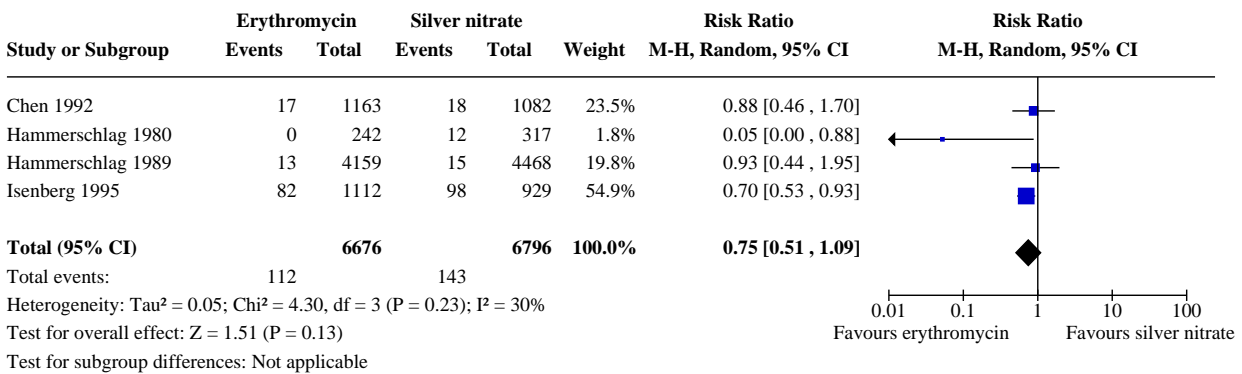 Erythromycin Silver nitrate Risk Ratio Risk Ratio
Study or Subgroup Events Total Events Total Weight M-H, Random, 95% CI M-H, Random, 95% CI
Chen 1992 17 1163 18 1082 23.5% 0.88 [0.46 , 1.70]
Hammerschlag 1980 0 242 12 317 1.8% 0.05 [0.00 , 0.88]
Hammerschlag 1989 13 4159 15 4468 19.8% 0.93 [0.44 , 1.95]
Isenberg 1995 82 1112 98 929 54.9% 0.70 [0.53 , 0.93]
Total (95% CI) 6676 6796 100.0% 0.75 [0.51 , 1.09]
Total events: 112 143
Heterogeneity: Tau² = 0.05; Chi² = 4.30, df = 3 (P = 0.23); I² = 30%
0.01 0.1 1 10 100
Test for overall effect: Z = 1.51 (P = 0.13) Favours erythromycin Favours silver nitrate
Test for subgroup differences: Not applicable